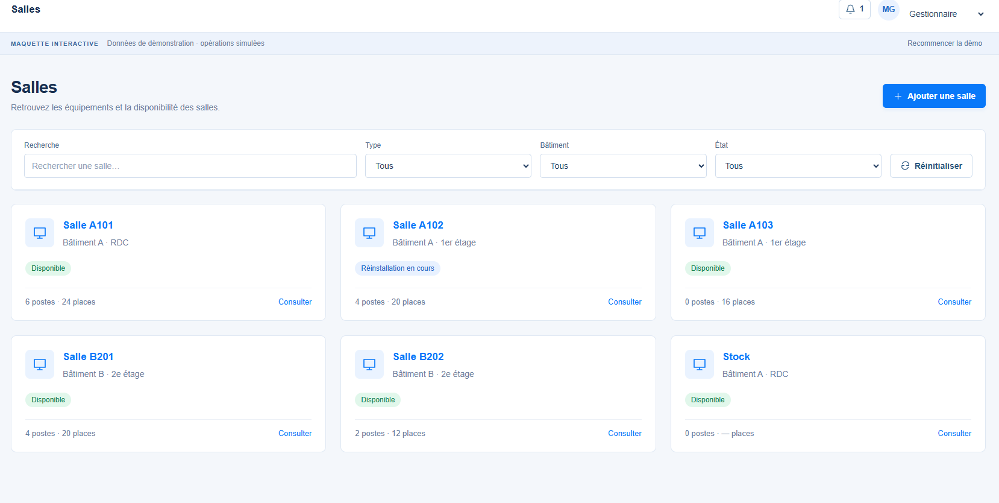 Salles
1
MG
Gestionnaire
MAQUETTE INTERACTIVE Données de démonstration · opérations simulées
Recommencer la démo
Salles
Retrouvez les équipements et la disponibilité des salles.
Ajouter une salle
Recherche
Type
Bâtiment
État
Rechercher une salle…
Tous
Tous
Tous
Réinitialiser
Salle A101
Bâtiment A · RDC
Disponible
6 postes · 24 places
Consulter
Salle A102
Bâtiment A · 1er étage
Réinstallation en cours
4 postes · 20 places
Consulter
Salle A103
Bâtiment A · 1er étage
Disponible
0 postes · 16 places
Consulter
Salle B201
Bâtiment B · 2e étage
Disponible
4 postes · 20 places
Consulter
Salle B202
Bâtiment B · 2e étage
Disponible
2 postes · 12 places
Consulter
Stock
Bâtiment A · RDC
Disponible
0 postes · — places
Consulter